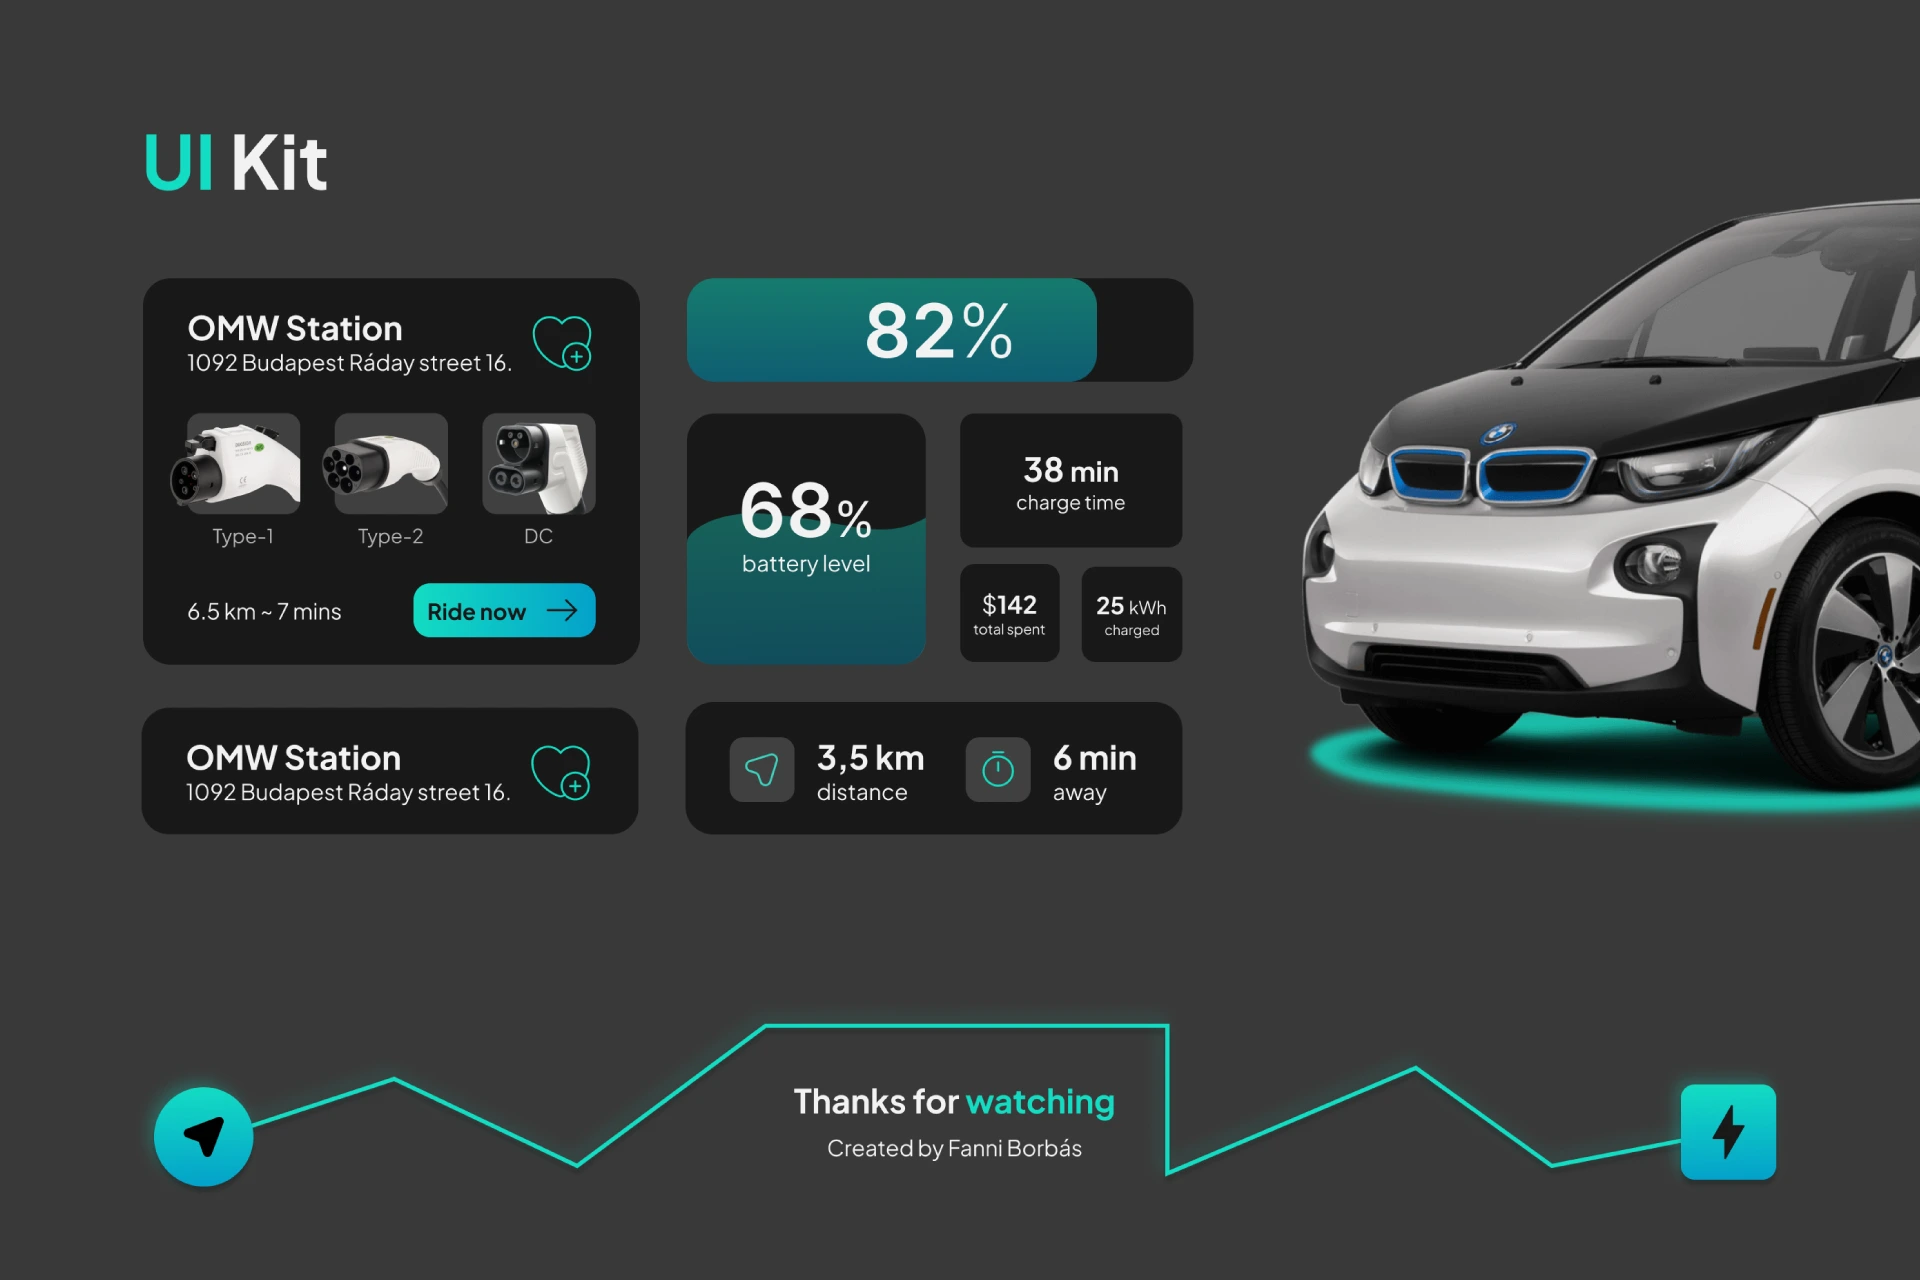 UI Kit
OMW Station
1092 Budapest Ráday street 16.
Type-1
Type-2
DC
6.5 km ~ 7 mins
Ride now
82%
68%
battery level
38 min
charge time
$142
total spent
25 kWh
charged
OMW Station
1092 Budapest Ráday street 16.
3,5 km
distance
6 min
away
Thanks for watching
Created by Fanni Borbás